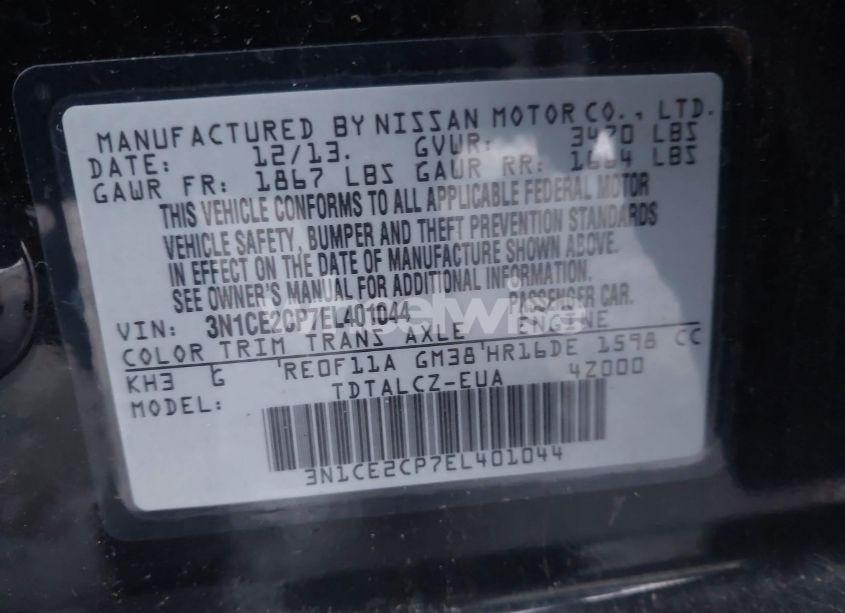 MANUFACTURED BY NISSAN MOTOR CO., LTD.
DATE: 12/13. GVWR: 3470 LBS
GAWR FR: 1867 LBS GAWR RR: LBS
THIS VEHICLE CONFORMS TO ALL APPLICABLE FEDERAL MOTOR
VEHICLE SAFETY, BUMPER AND THEFT PREVENTION STANDARDS
IN EFFECT ON THE DATE OF MANUFACTURE SHOWN ABOVE.
SEE OWNER'S MANUAL FOR ADDITIONAL INFORMATION.
VIN: 3N1CE2CP7EL401044 PASSENGER CAR.
COLOR TRIM TRANS AXLE ENGINE
KH3 G RE0F11A GM38 HR16DE 1598 CC
MODEL: TDTALCZ-EUA 4Z000
3N1CE2CP7EL401044